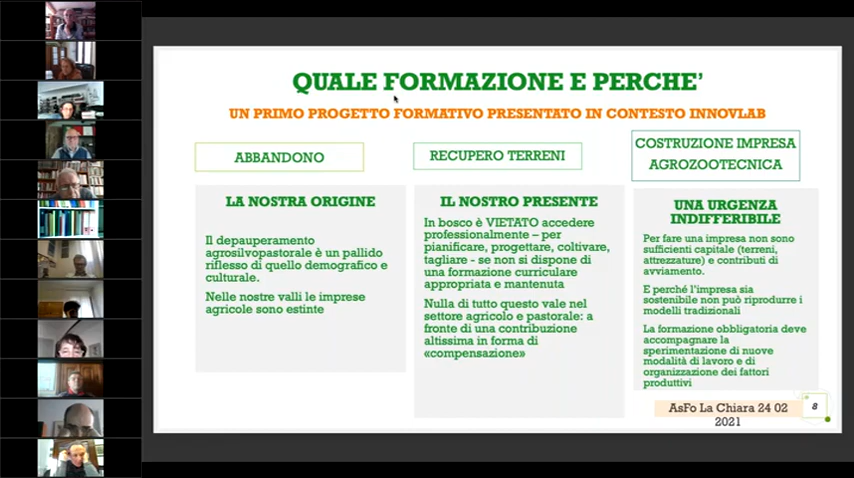 QUALE FORMAZIONE E PERCHE’
UN PRIMO PROGETTO FORMATIVO PRESENTATO IN CONTESTO INNOVLAB
ABBANDONO
LA NOSTRA ORIGINE
Il depauperamento
agrosilvopastorale è un pallido
riflesso di quello demografico e
culturale.
Nelle nostre valli le imprese
agricole sono estinte
RECUPERO TERRENI
IL NOSTRO PRESENTE
In bosco è VIETATO accedere
professionalmente – per
pianificare, progettare, coltivare,
tagliare - se non si dispone di
una formazione curriculare
appropriata e mantenuta
Nulla di tutto questo vale nel
settore agricolo e pastorale: a
fronte di una contribuzione
altissima in forma di
«compensazione»
COSTRUZIONE IMPRESA
AGROZOOTECNICA
UNA URGENZA
INDIFFERIBILE
Per fare una impresa non sono
sufficienti capitale (terreni,
attrezzature) e contributi di
avviamento.
E perché l’impresa sia
sostenibile non può riprodurre i
modelli tradizionali
La formazione obbligatoria deve
accompagnare la
sperimentazione di nuove
modalità di lavoro e di
organizzazione dei fattori
produttivi
AsFo La Chiara 24 02
2021
8